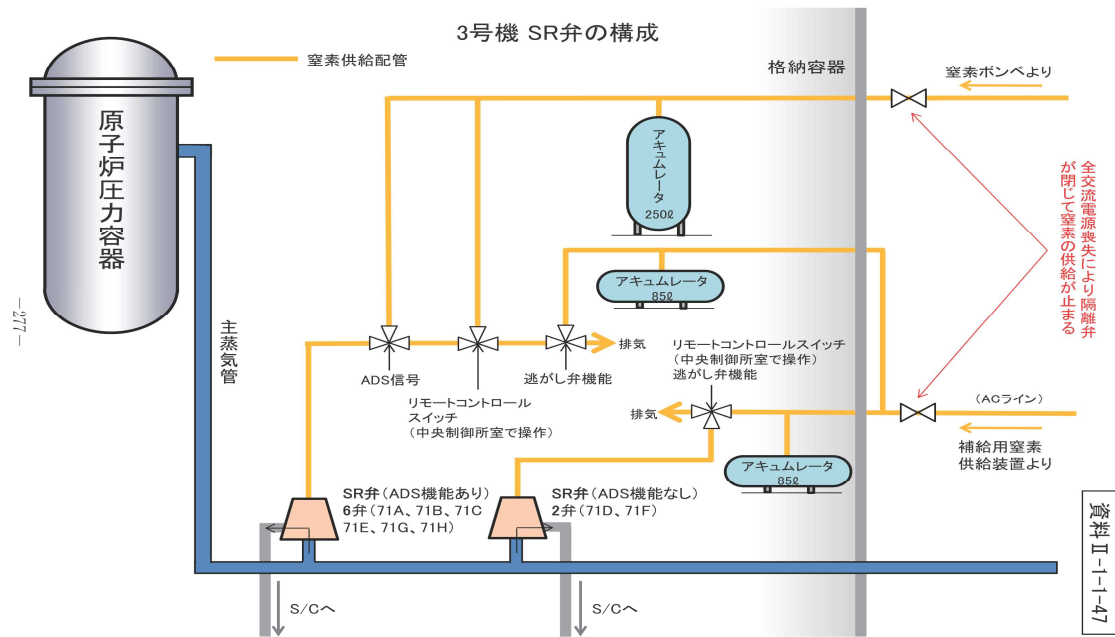 3号機 SR弁の構成
窒素供給配管
格納容器
窒素ボンベより
原子炉圧力容器
アキュムレータ
250ℓ
全交流電源喪失により隔離弁
が閉じて窒素の供給が止まる
アキュムレータ
85ℓ
主蒸気管
排気
ADS信号
逃がし弁機能
リモートコントロール
スイッチ
(中央制御所室で操作)
リモートコントロールスイッチ
(中央制御所室で操作)
逃がし弁機能
排気
(ACライン)
補給用窒素
供給装置より
アキュムレータ
85ℓ
SR弁(ADS機能あり)
6弁(71A、71B、71C
71E、71G、71H)
SR弁(ADS機能なし)
2弁(71D、71F)
S/Cへ
S/Cへ
資料Ⅱ-1-1-47
-277-